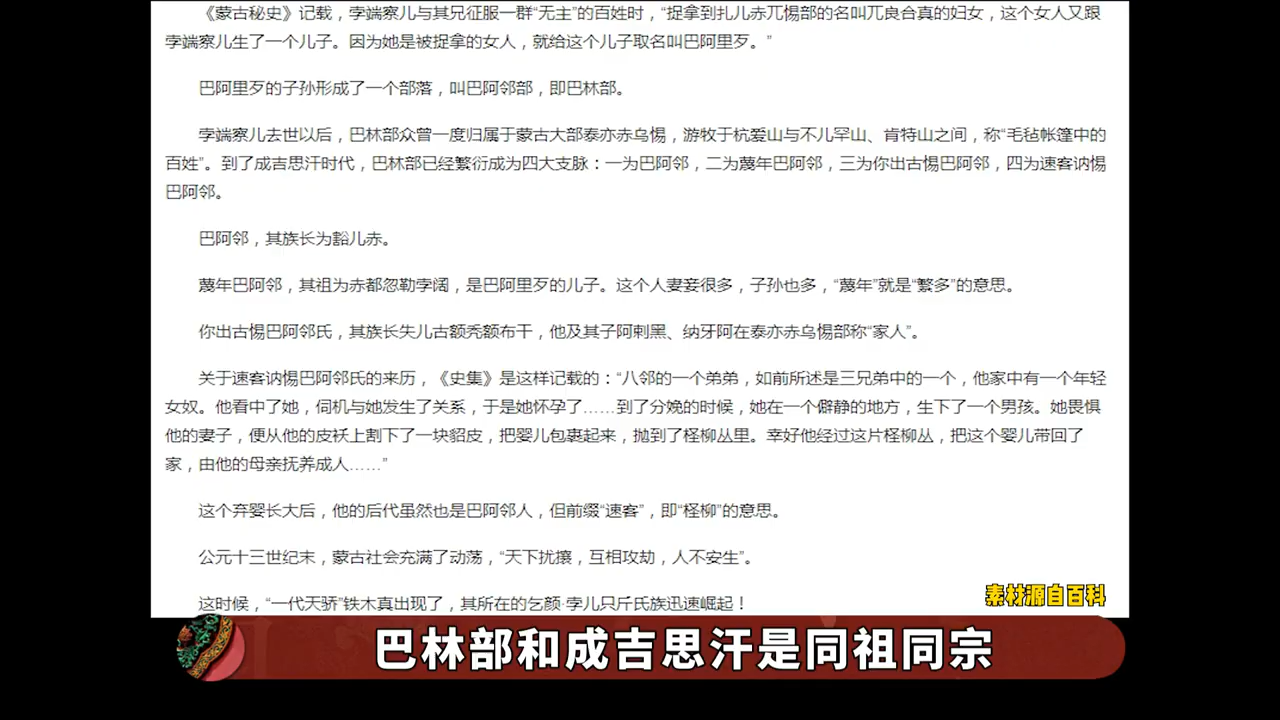 《蒙古秘史》记载，孛端察儿与其兄征服一群“无主”的百姓时，“捉拿到扎儿赤兀惕部的名叫兀良合真的妇女，这个女人又跟
孛端察儿生了一个儿子。因为她是被捉拿的女人，就给这个儿子取名叫巴阿里歹。”
巴阿里歹的子孙形成了一个部落，叫巴阿邻部，即巴林部。
孛端察儿去世以后，巴林部众曾一度归属于蒙古大部泰亦赤乌惕，游牧于杭爱山与不儿罕山、肯特山之间，称“毛毡帐篷中的
百姓”。到了成吉思汗时代，巴林部已经繁衍成为四大支脉：一为巴阿邻，二为蔑年巴阿邻，三为你出古惕巴阿邻，四为速客讷惕
巴阿邻。
巴阿邻，其族长为豁儿赤。
蔑年巴阿邻，其祖为赤都忽勒孛阔，是巴阿里歹的儿子。这个人妻妾很多，子孙也多，“蔑年”就是“繁多”的意思。
你出古惕巴阿邻氏，其族长失儿古额秃额布干，他及其子阿剌黑、纳牙阿在泰亦赤乌惕部称“家人”。
关于速客讷惕巴阿邻氏的来历，《史集》是这样记载的：“八邻的一个弟弟，如前所述是三兄弟中的一个，他家中有一个年轻
女奴。他看中了她，伺机与她发生了关系，于是她怀孕了……到了分娩的时候，她在一个僻静的地方，生下了一个男孩。她畏惧
他的妻子，便从他的皮袄上割下了一块貂皮，把婴儿包裹起来，抛到了柽柳丛里。幸好他经过这片柽柳丛，把这个婴儿带回了
家，由他的母亲抚养成人……”
这个弃婴长大后，他的后代虽然也是巴阿邻人，但前缀“速客”，即“柽柳”的意思。
公元十三世纪末，蒙古社会充满了动荡，“天下扰攘，互相攻劫，人不安生”。
这时候，“一代天骄”铁木真出现了，其所在的乞颜·孛儿只斤氏族迅速崛起！
素材源自百科
巴林部和成吉思汗是同祖同宗